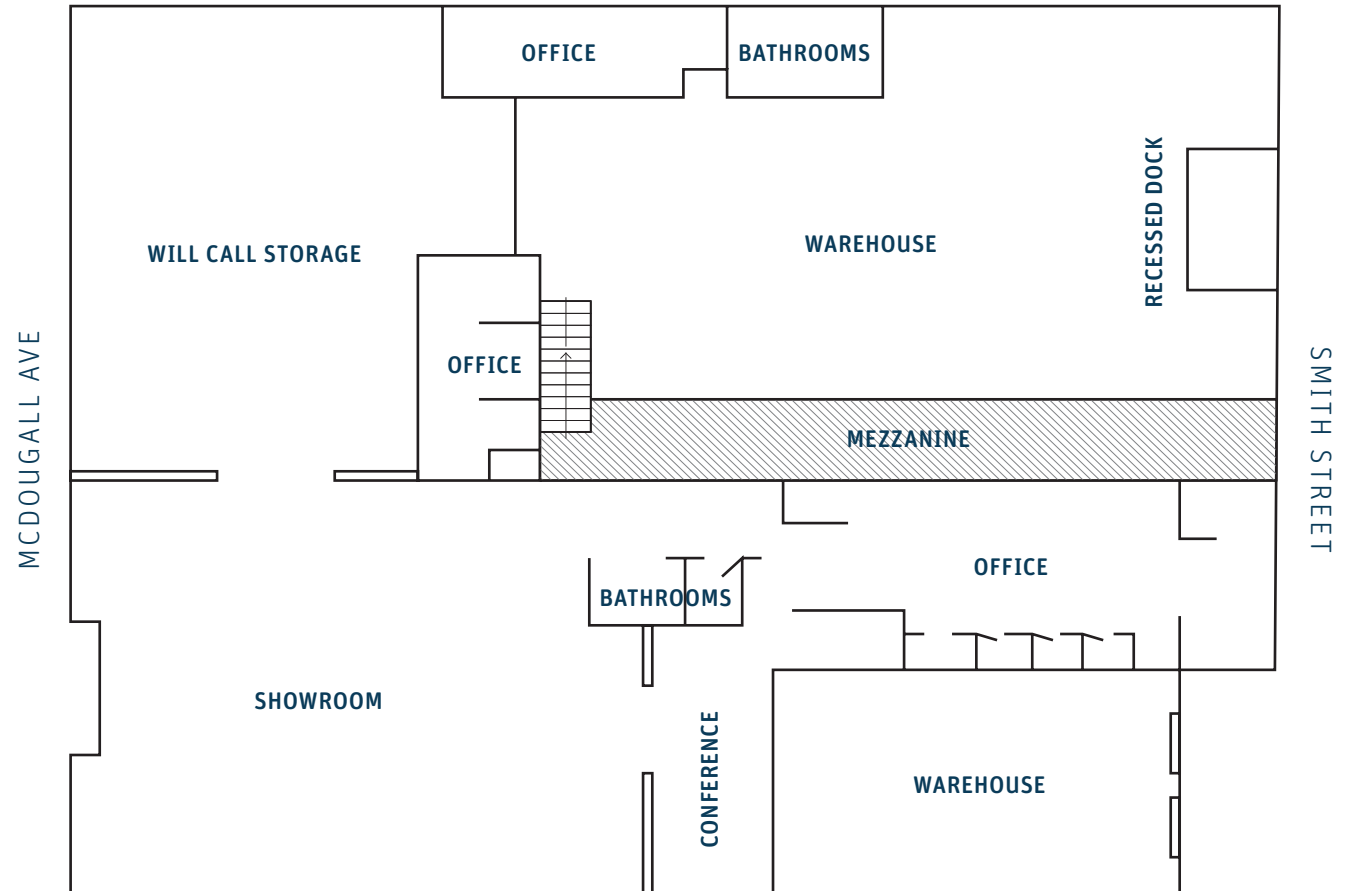 OFFICE
BATHROOMS
RECESSED DOCK
WAREHOUSE
WILL CALL STORAGE
MCDOUGALL AVE
SMITH STREET
OFFICE
MEZZANINE
OFFICE
BATHROOMS
SHOWROOM
CONFERENCE
WAREHOUSE